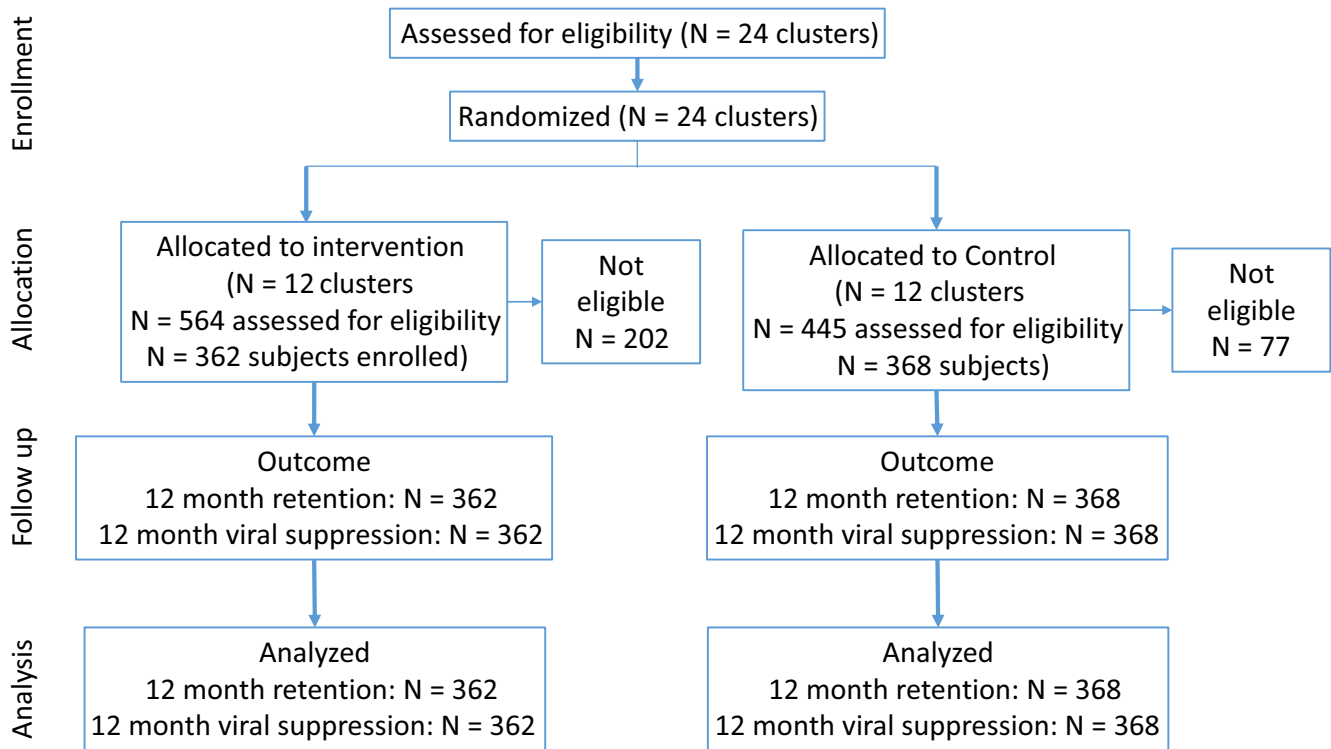 Enrollment
Assessed for eligibility (N = 24 clusters)
Randomized (N = 24 clusters)
Allocation
Allocated to intervention
(N = 12 clusters
N = 564 assessed for eligibility
N = 362 subjects enrolled)
Not
eligible
N = 202
Allocated to Control
(N = 12 clusters
N = 445 assessed for eligibility
N = 368 subjects)
Not
eligible
N = 77
Follow up
Outcome
12 month retention: N = 362
12 month viral suppression: N = 362
Outcome
12 month retention: N = 368
12 month viral suppression: N = 368
Analysis
Analyzed
12 month retention: N = 362
12 month viral suppression: N = 362
Analyzed
12 month retention: N = 368
12 month viral suppression: N = 368